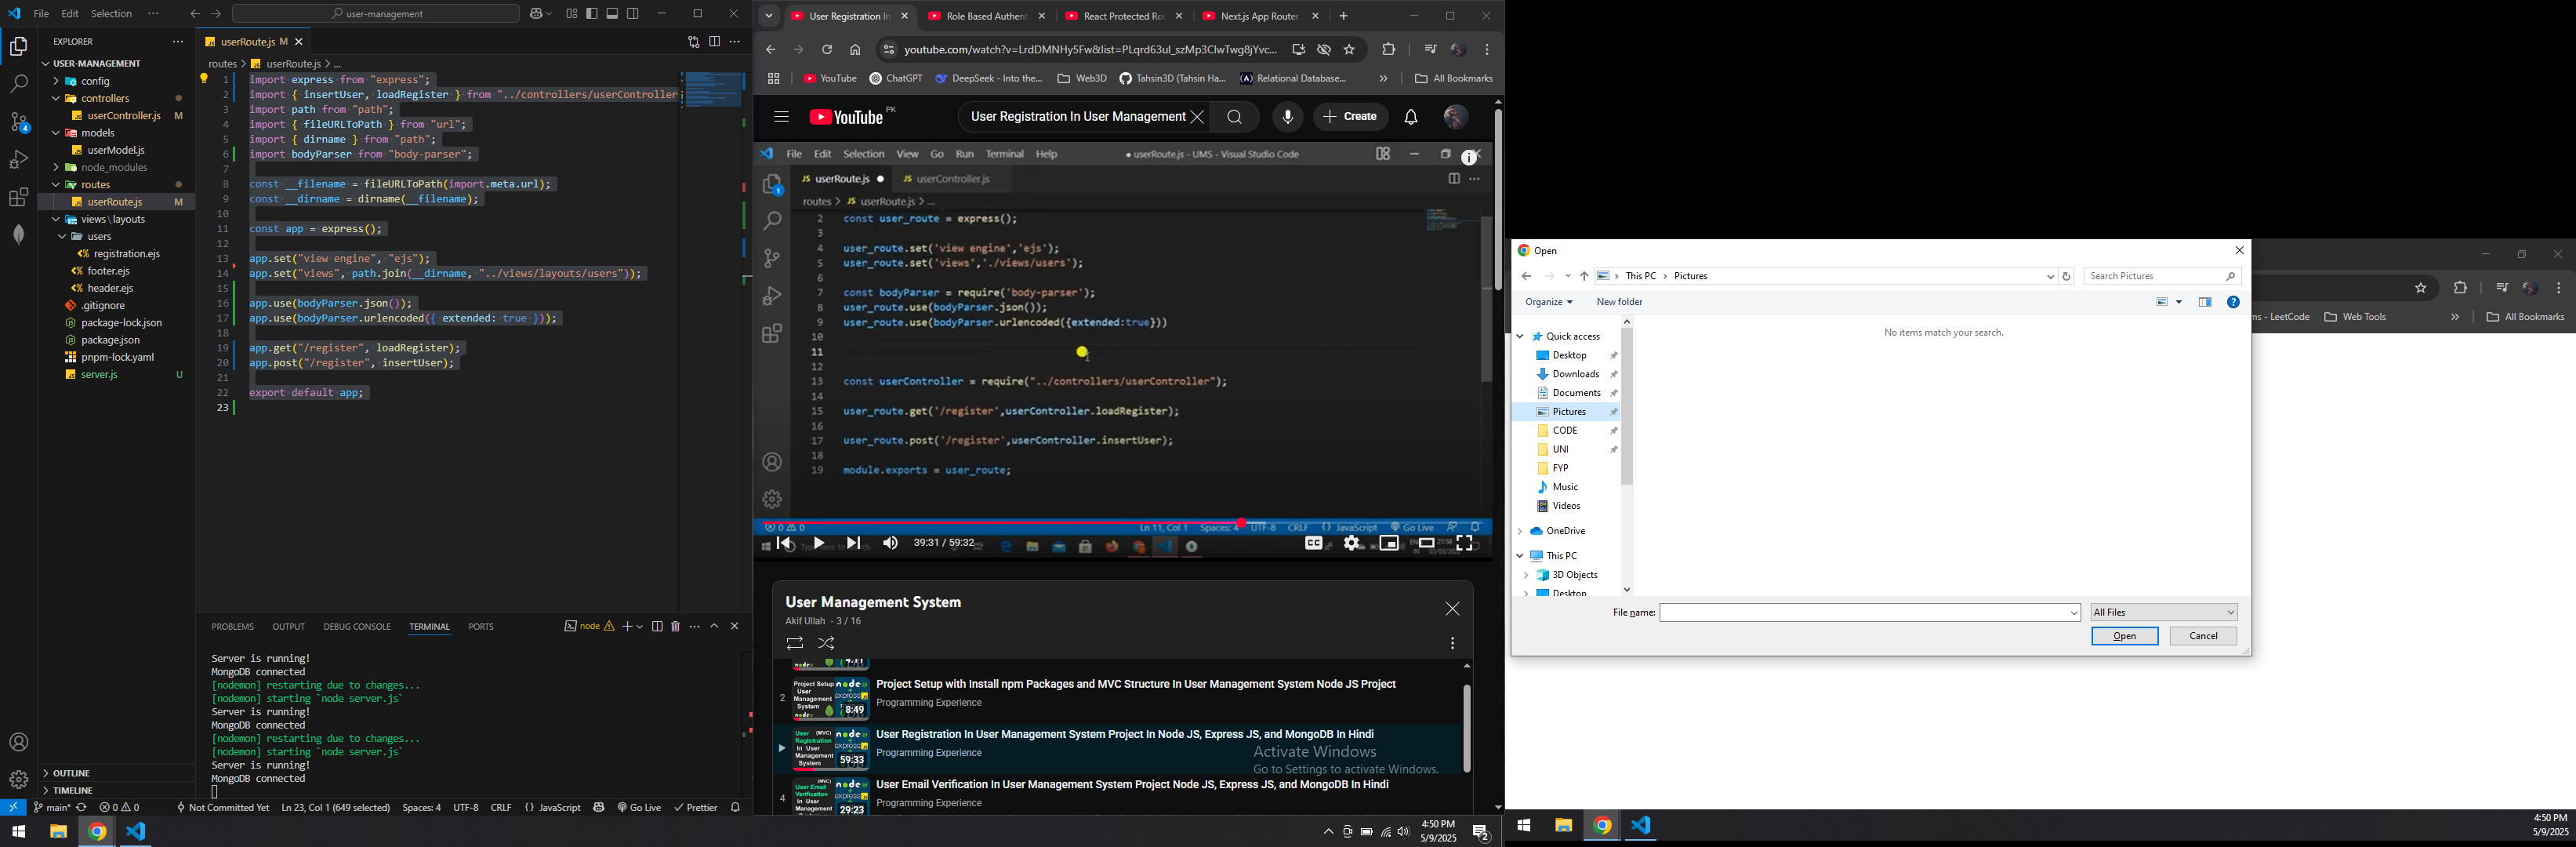 File Edit Selection ··· user-management
EXPLORER
USER-MANAGEMENT
config
controllers
userController.js M
models
userModel.js
node_modules
routes
userRoute.js M
views\layouts
users
registration.ejs
footer.ejs
header.ejs
.gitignore
package-lock.json
package.json
pnpm-lock.yaml
server.js U
OUTLINE
TIMELINE
userRoute.js M
routes > userRoute.js > ...
1 import express from "express";
2 import { insertUser, loadRegister } from "../controllers/userController
3 import path from "path";
4 import { fileURLToPath } from "url";
5 import { dirname } from "path";
6 import bodyParser from "body-parser";
7
8 const __filename = fileURLToPath(import.meta.url);
9 const __dirname = dirname(__filename);
10
11 const app = express();
12
13 app.set("view engine", "ejs");
14 app.set("views", path.join(__dirname, "../views/layouts/users"));
15
16 app.use(bodyParser.json());
17 app.use(bodyParser.urlencoded({ extended: true }));
18
19 app.get("/register", loadRegister);
20 app.post("/register", insertUser);
21
22 export default app;
23
PROBLEMS OUTPUT DEBUG CONSOLE TERMINAL PORTS node
Server is running!
MongoDB connected
[nodemon] restarting due to changes...
[nodemon] starting `node server.js`
Server is running!
MongoDB connected
[nodemon] restarting due to changes...
[nodemon] starting `node server.js`
Server is running!
MongoDB connected
main* 0 0 Not Committed Yet Ln 23, Col 1 (649 selected) Spaces: 4 UTF-8 CRLF {} JavaScript Go Live Prettier
User Registration In Role Based Authent React Protected Ro Next.js App Router
youtube.com/watch?v=LrdDMNHy5Fw&list=PLqrd63ul_szMp3ClwTwg8jYvc...
YouTube ChatGPT DeepSeek - Into the... Web3D Tahsin3D (Tahsin Ha... Relational Database... » All Bookmarks
YouTube PK
User Registration In User Management
Create
File Edit Selection View Go Run Terminal Help ● userRoute.js - UMS - Visual Studio Code
JS userRoute.js JS userController.js
routes > JS userRoute.js > ...
2 const user_route = express();
3
4 user_route.set('view engine','ejs');
5 user_route.set('views','./views/users');
6
7 const bodyParser = require('body-parser');
8 user_route.use(bodyParser.json());
9 user_route.use(bodyParser.urlencoded({extended:true}))
10
11
12
13 const userController = require("../controllers/userController");
14
15 user_route.get('/register',userController.loadRegister);
16
17 user_route.post('/register',userController.insertUser);
18
19 module.exports = user_route;
0 0 Ln 11, Col 1 Spaces: 4 UTF-8 CRLF {} JavaScript Go Live
39:31 / 59:32
User Management System
Akif Ullah - 3 / 16
2 8:49 Project Setup with Install npm Packages and MVC Structure In User Management System Node JS Project
Programming Experience
59:33 User Registration In User Management System Project In Node JS, Express JS, and MongoDB In Hindi
Programming Experience
4 29:23 User Email Verification In User Management System Project Node JS, Express JS, and MongoDB In Hindi
Programming Experience
Activate Windows
Go to Settings to activate Windows.
4:50 PM
5/9/2025
2
Open
This PC > Pictures
Search Pictures
Organize New folder
Quick access
Desktop
Downloads
Documents
Pictures
CODE
UNI
FYP
Music
Videos
OneDrive
This PC
3D Objects
Desktop
No items match your search.
File name: All Files
Open Cancel
ms - LeetCode Web Tools » All Bookmarks
4:50 PM
5/9/2025